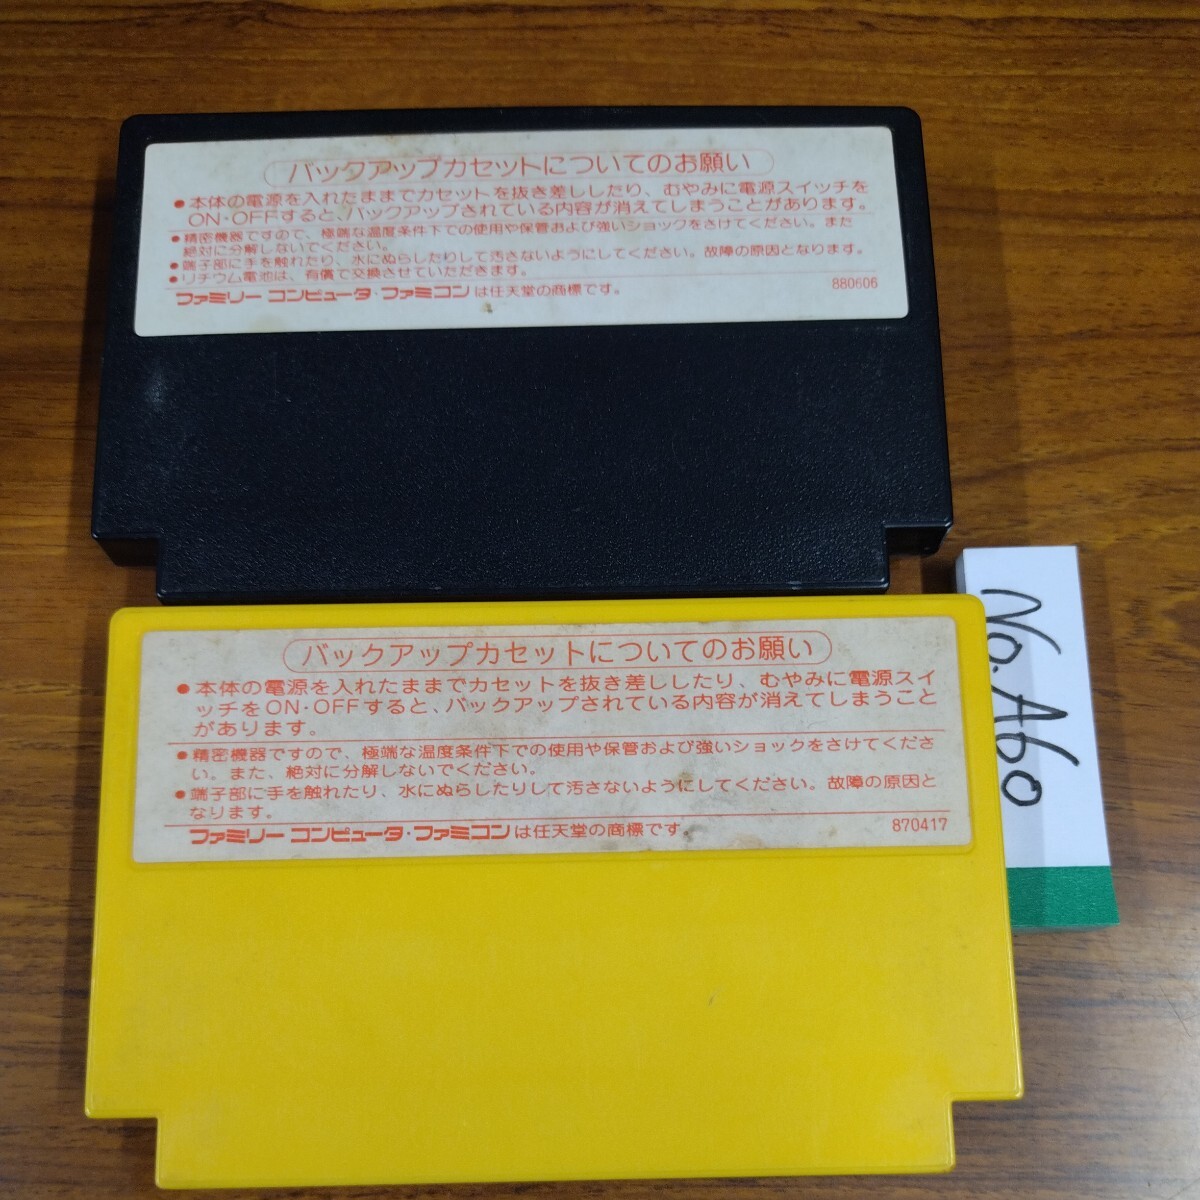 バックアップカセットについてのお願い
●本体の電源を入れたままでカセットを抜き差ししたり、むやみに電源スイッチを
ON・OFFすると、バックアップされている内容が消えてしまうことがあります。
●精密機器ですので、極端な温度条件下での使用や保管および強いショックをさけてください。また
絶対に分解しないでください。
●端子部に手を触れたり、水にぬらしたりして汚さないようにしてください。故障の原因となります。
●リチウム電池は、有償で交換させていただきます。
ファミリーコンピュータ・ファミコンは任天堂の商標です。
880606
バックアップカセットについてのお願い
●本体の電源を入れたままでカセットを抜き差ししたり、むやみに電源スイ
ッチをON・OFFすると、バックアップされている内容が消えてしまうこと
があります。
●精密機器ですので、極端な温度条件下での使用や保管および強いショックをさけてくださ
い。また、絶対に分解しないでください。
●端子部に手を触れたり、水にぬらしたりして汚さないようにしてください。故障の原因と
なります。
ファミリーコンピュータ・ファミコンは任天堂の商標です
870417
No.A60